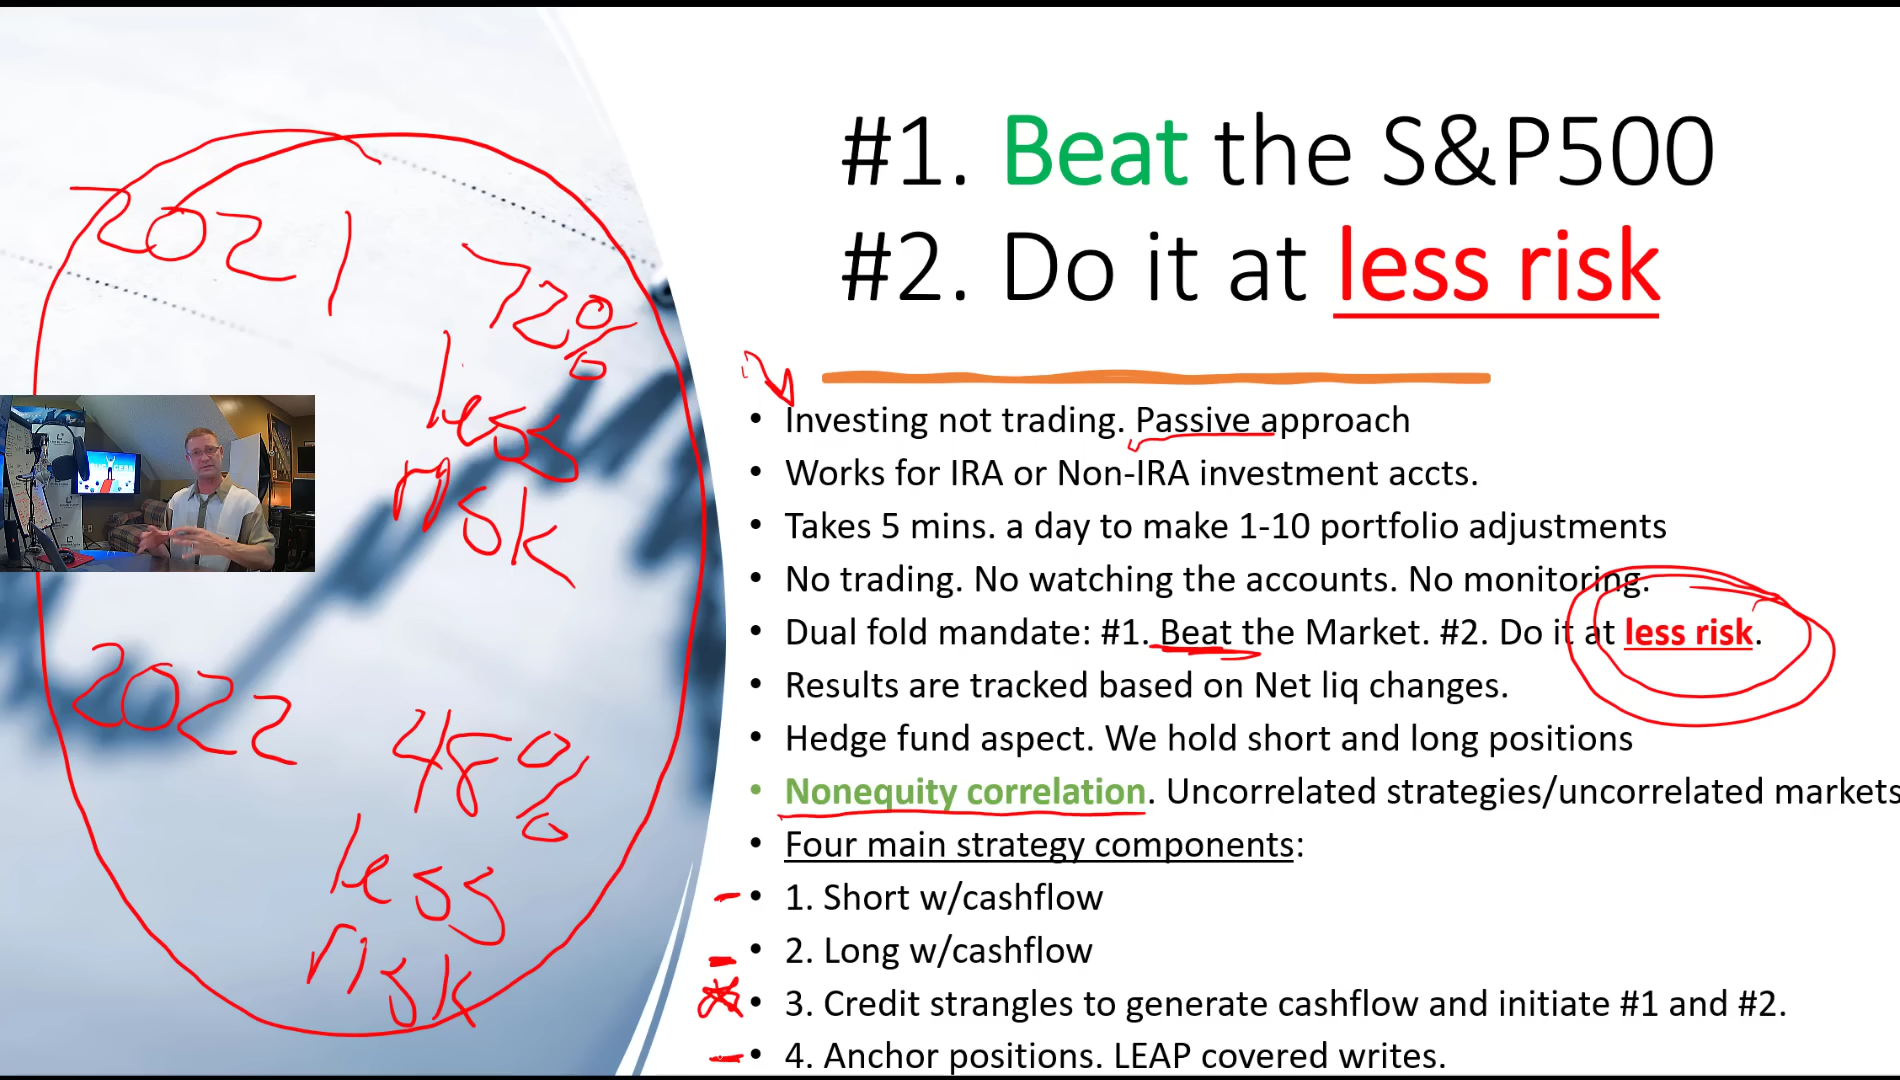 #1. Beat the S&P500
#2. Do it at less risk
• Investing not trading. Passive approach
• Works for IRA or Non-IRA investment accts.
• Takes 5 mins. a day to make 1-10 portfolio adjustments
• No trading. No watching the accounts. No monitoring.
• Dual fold mandate: #1. Beat the Market. #2. Do it at less risk.
• Results are tracked based on Net liq changes.
• Hedge fund aspect. We hold short and long positions
• Nonequity correlation. Uncorrelated strategies/uncorrelated markets
• Four main strategy components:
• 1. Short w/cashflow
• 2. Long w/cashflow
• 3. Credit strangles to generate cashflow and initiate #1 and #2.
• 4. Anchor positions. LEAP covered writes.
2021
72%
less
risk
2022
48%
less
risk